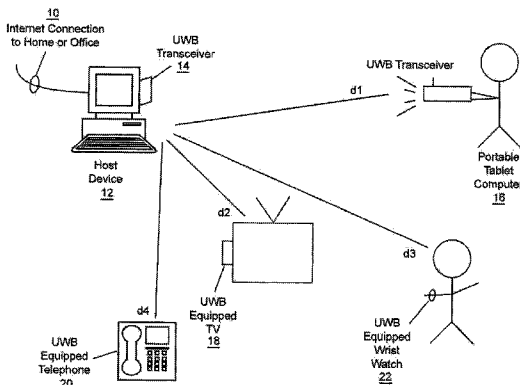 10
Internet Connection
to Home or Office
UWB
Transceiver
14
UWB Transceiver
d1
Host
Device
12
Portable
Tablet
Computer
16
d2
d3
UWB
Equipped
TV
18
d4
UWB
Equipped
Telephone
20
UWB
Equipped
Wrist
Watch
22